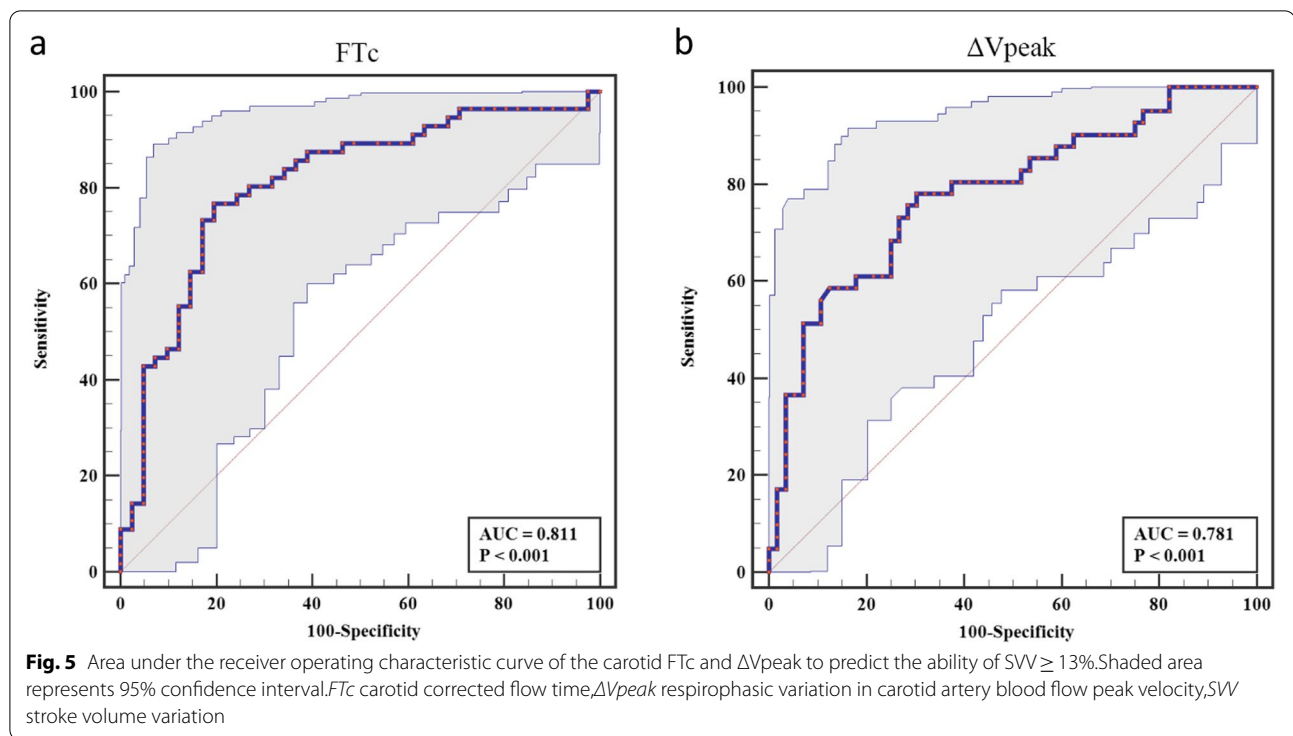 a
FTc
100
80
60
40
20
0
Sensitivity
0 20 40 60 80 100
100-Specificity
AUC = 0.811
P < 0.001
b
ΔVpeak
100
80
60
40
20
0
Sensitivity
0 20 40 60 80 100
100-Specificity
AUC = 0.781
P < 0.001
Fig. 5 Area under the receiver operating characteristic curve of the carotid FTc and ΔVpeak to predict the ability of SVV ≥ 13%.Shaded area
represents 95% confidence interval.FTc carotid corrected flow time,ΔVpeak respirophasic variation in carotid artery blood flow peak velocity,SVV
stroke volume variation